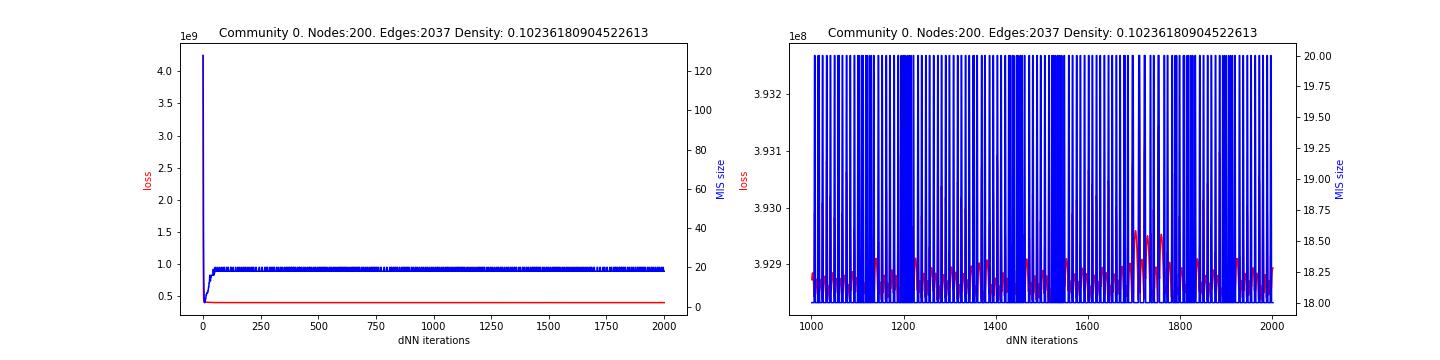 Community 0. Nodes:200. Edges:2037 Density: 0.10236180904522613
1e9
4.0
3.5
3.0
2.5
2.0
1.5
1.0
0.5
loss
120
100
80
60
40
20
0
MIS size
0 250 500 750 1000 1250 1500 1750 2000
dNN iterations
Community 0. Nodes:200. Edges:2037 Density: 0.10236180904522613
1e8
3.932
3.931
3.930
3.929
loss
20.00
19.75
19.50
19.25
19.00
18.75
18.50
18.25
18.00
MIS size
1000 1200 1400 1600 1800 2000
dNN iterations